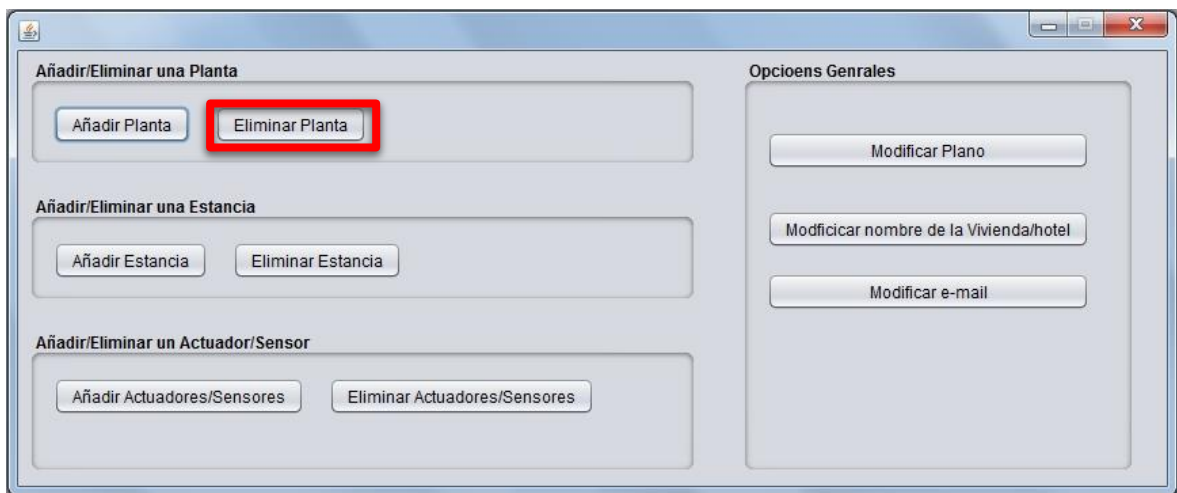 Añadir/Eliminar una Planta
Añadir Planta
Eliminar Planta
Añadir/Eliminar una Estancia
Añadir Estancia
Eliminar Estancia
Añadir/Eliminar un Actuador/Sensor
Añadir Actuadores/Sensores
Eliminar Actuadores/Sensores
Opcioens Genrales
Modificar Plano
Modficicar nombre de la Vivienda/hotel
Modificar e-mail